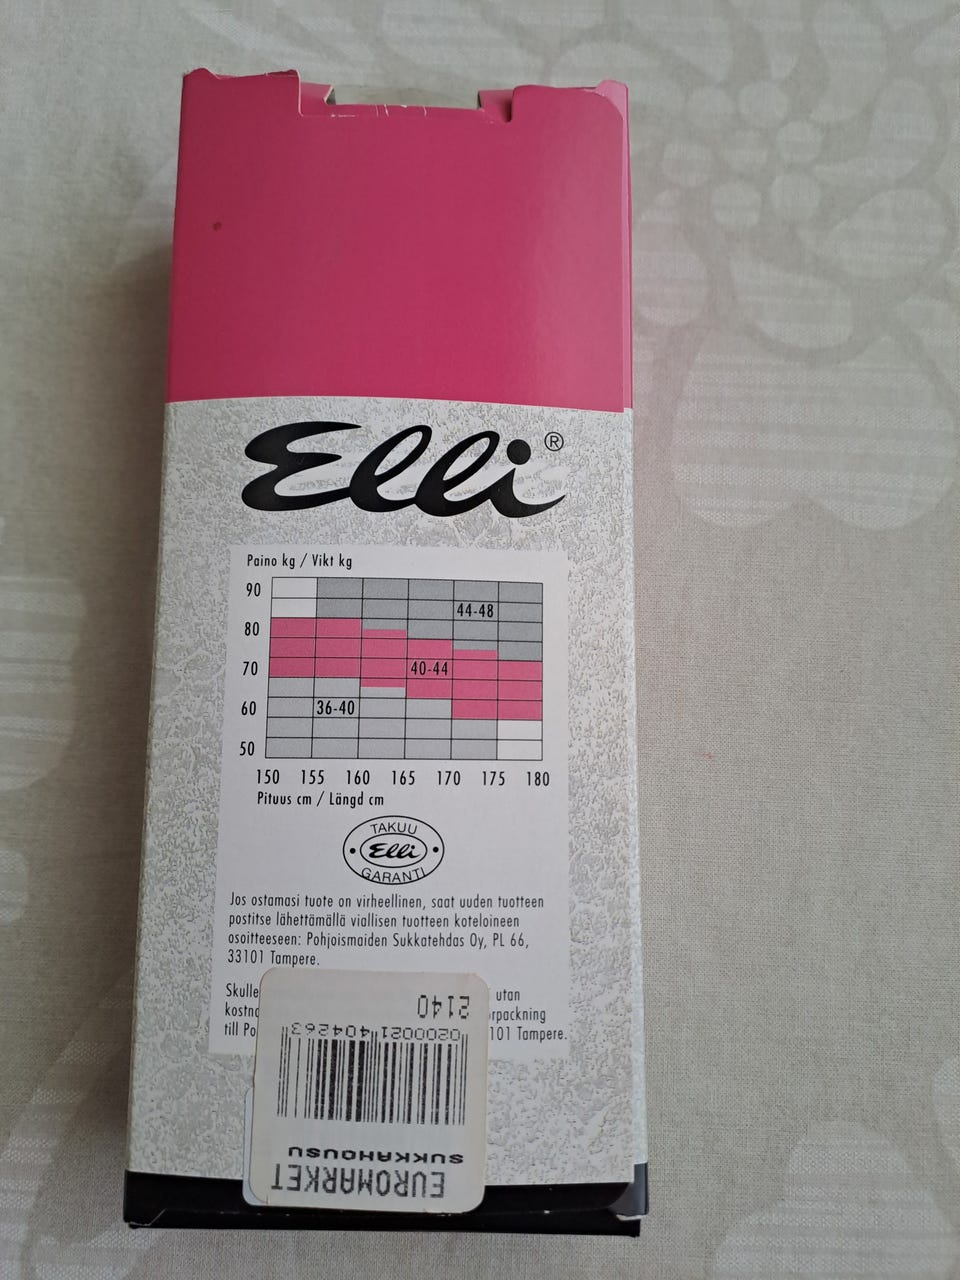 Elli®
Paino kg / Vikt kg
90
44-48
80
70
40-44
60
36-40
50
150 155 160 165 170 175 180
Pituus cm / Längd cm
TAKUU
Elli
GARANTI
Jos ostamasi tuote on virheellinen, saat uuden tuotteen
postitse lähettämällä viallisen tuotteen koteloineen
osoitteeseen: Pohjoismaiden Sukkatehdas Oy, PL 66,
33101 Tampere.
Skulle utan
till 101 Tampere.
EUROMARKET
SUKKAHOUSU
0200021404263
2140